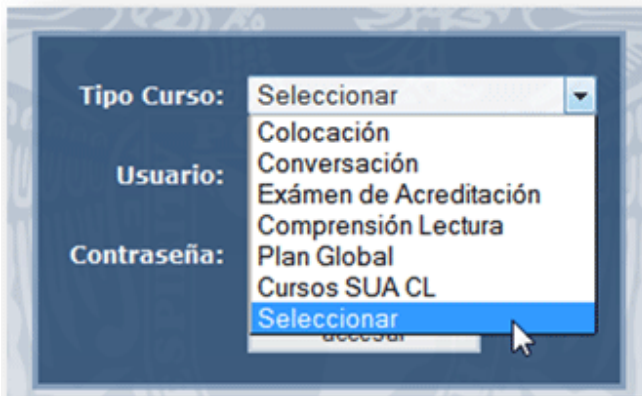 Tipo Curso: Seleccionar
Colocación
Conversación
Usuario:
Exámen de Acreditación
Comprensión Lectura
Contraseña: Plan Global
Cursos SUA CL
Seleccionar